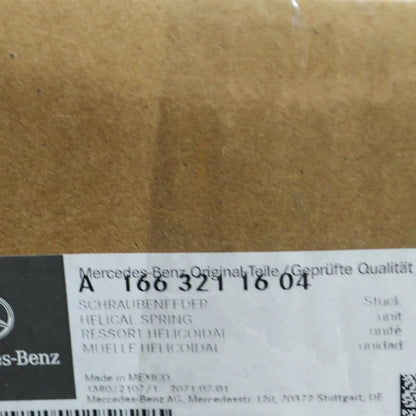 Mercedes-Benz Original-Teile / Geprüfte Qualität
A 166 321 16 04
SCHRAUBENFEDER Stück
HELICAL SPRING unit
RESSORT HELICOIDAL unité
MUELLE HELICOIDAL unidad
es-Benz
Made in MEXICO
1380/2107/1 2021.07.01
Mercedes-Benz AG, Mercedesstr. 120, 70372 Stuttgart, DE